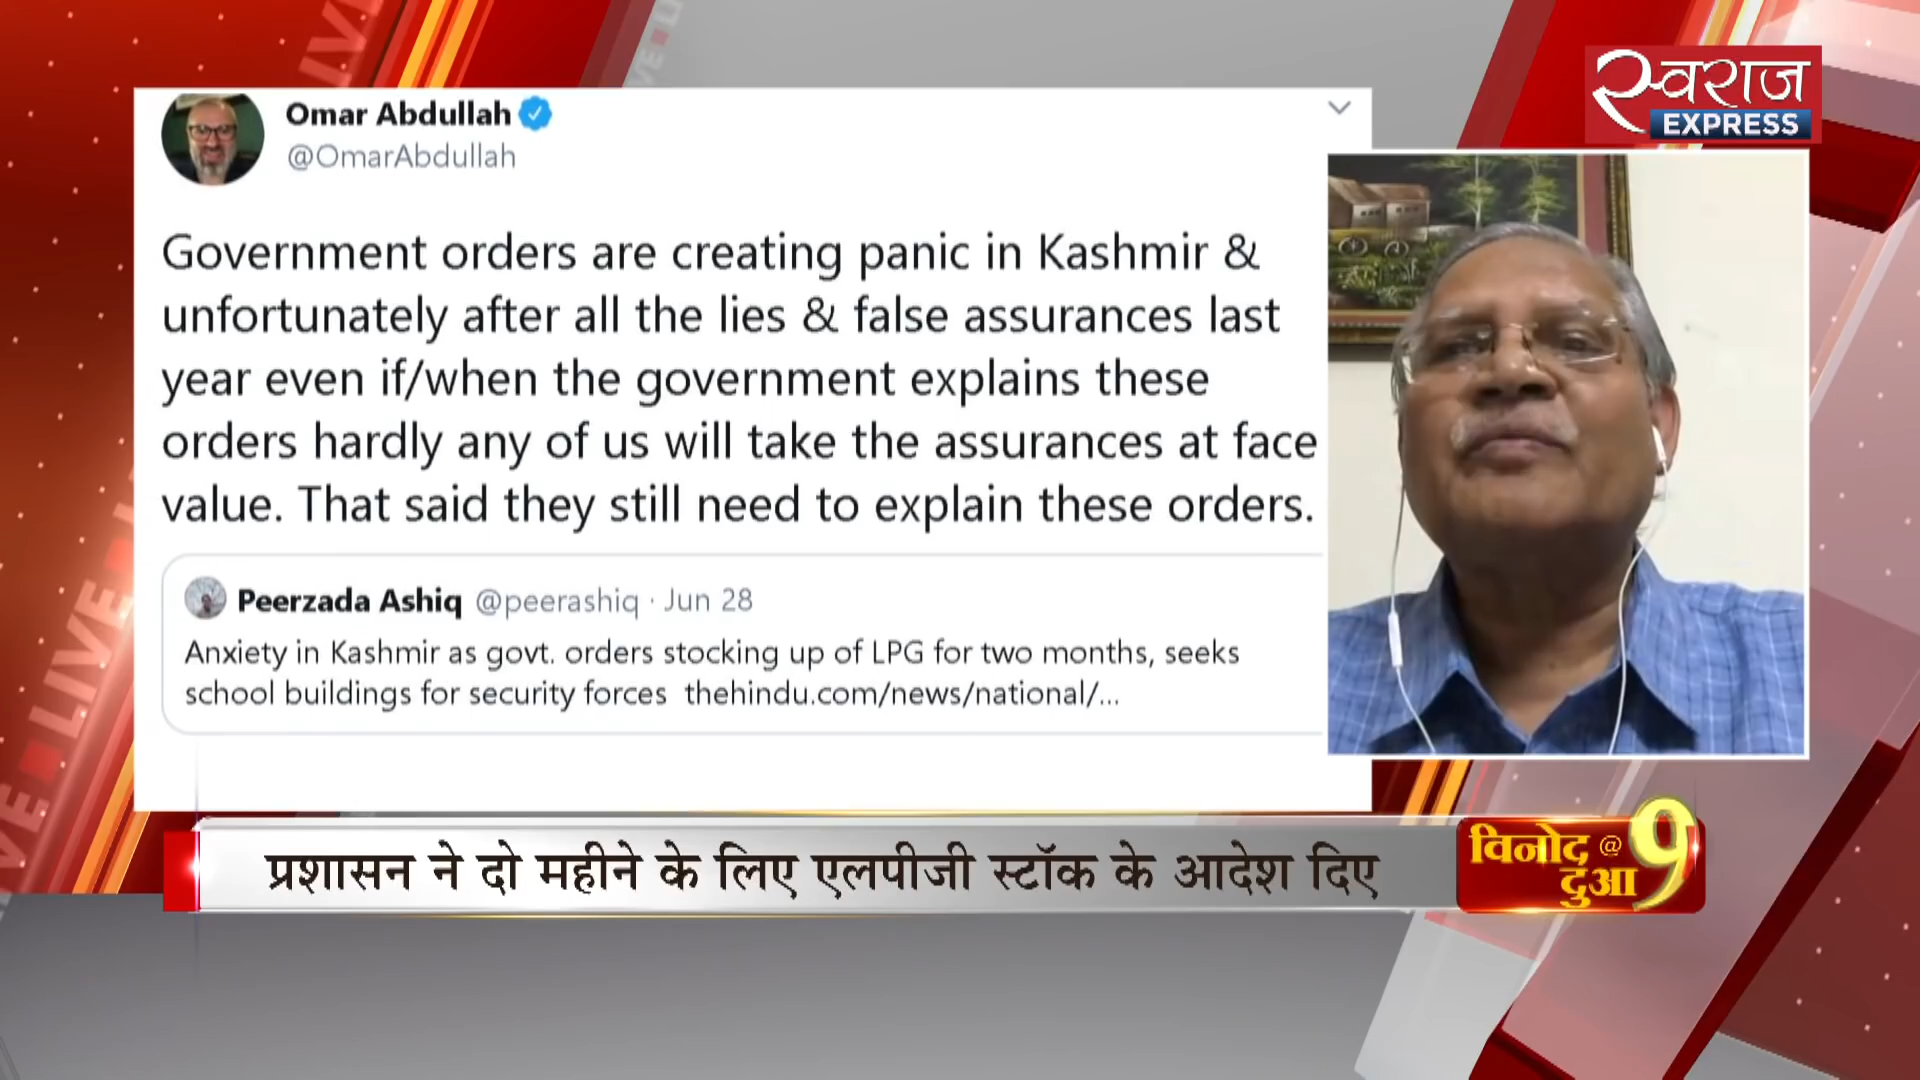 LIVE
LIVE
स्वराज
EXPRESS
Omar Abdullah
@OmarAbdullah
Government orders are creating panic in Kashmir &
unfortunately after all the lies & false assurances last
year even if/when the government explains these
orders hardly any of us will take the assurances at face
value. That said they still need to explain these orders.
Peerzada Ashiq @peerashiq · Jun 28
Anxiety in Kashmir as govt. orders stocking up of LPG for two months, seeks
school buildings for security forces thehindu.com/news/national/...
प्रशासन ने दो महीने के लिए एलपीजी स्टॉक के आदेश दिए
विनोद @ 9
दुआ